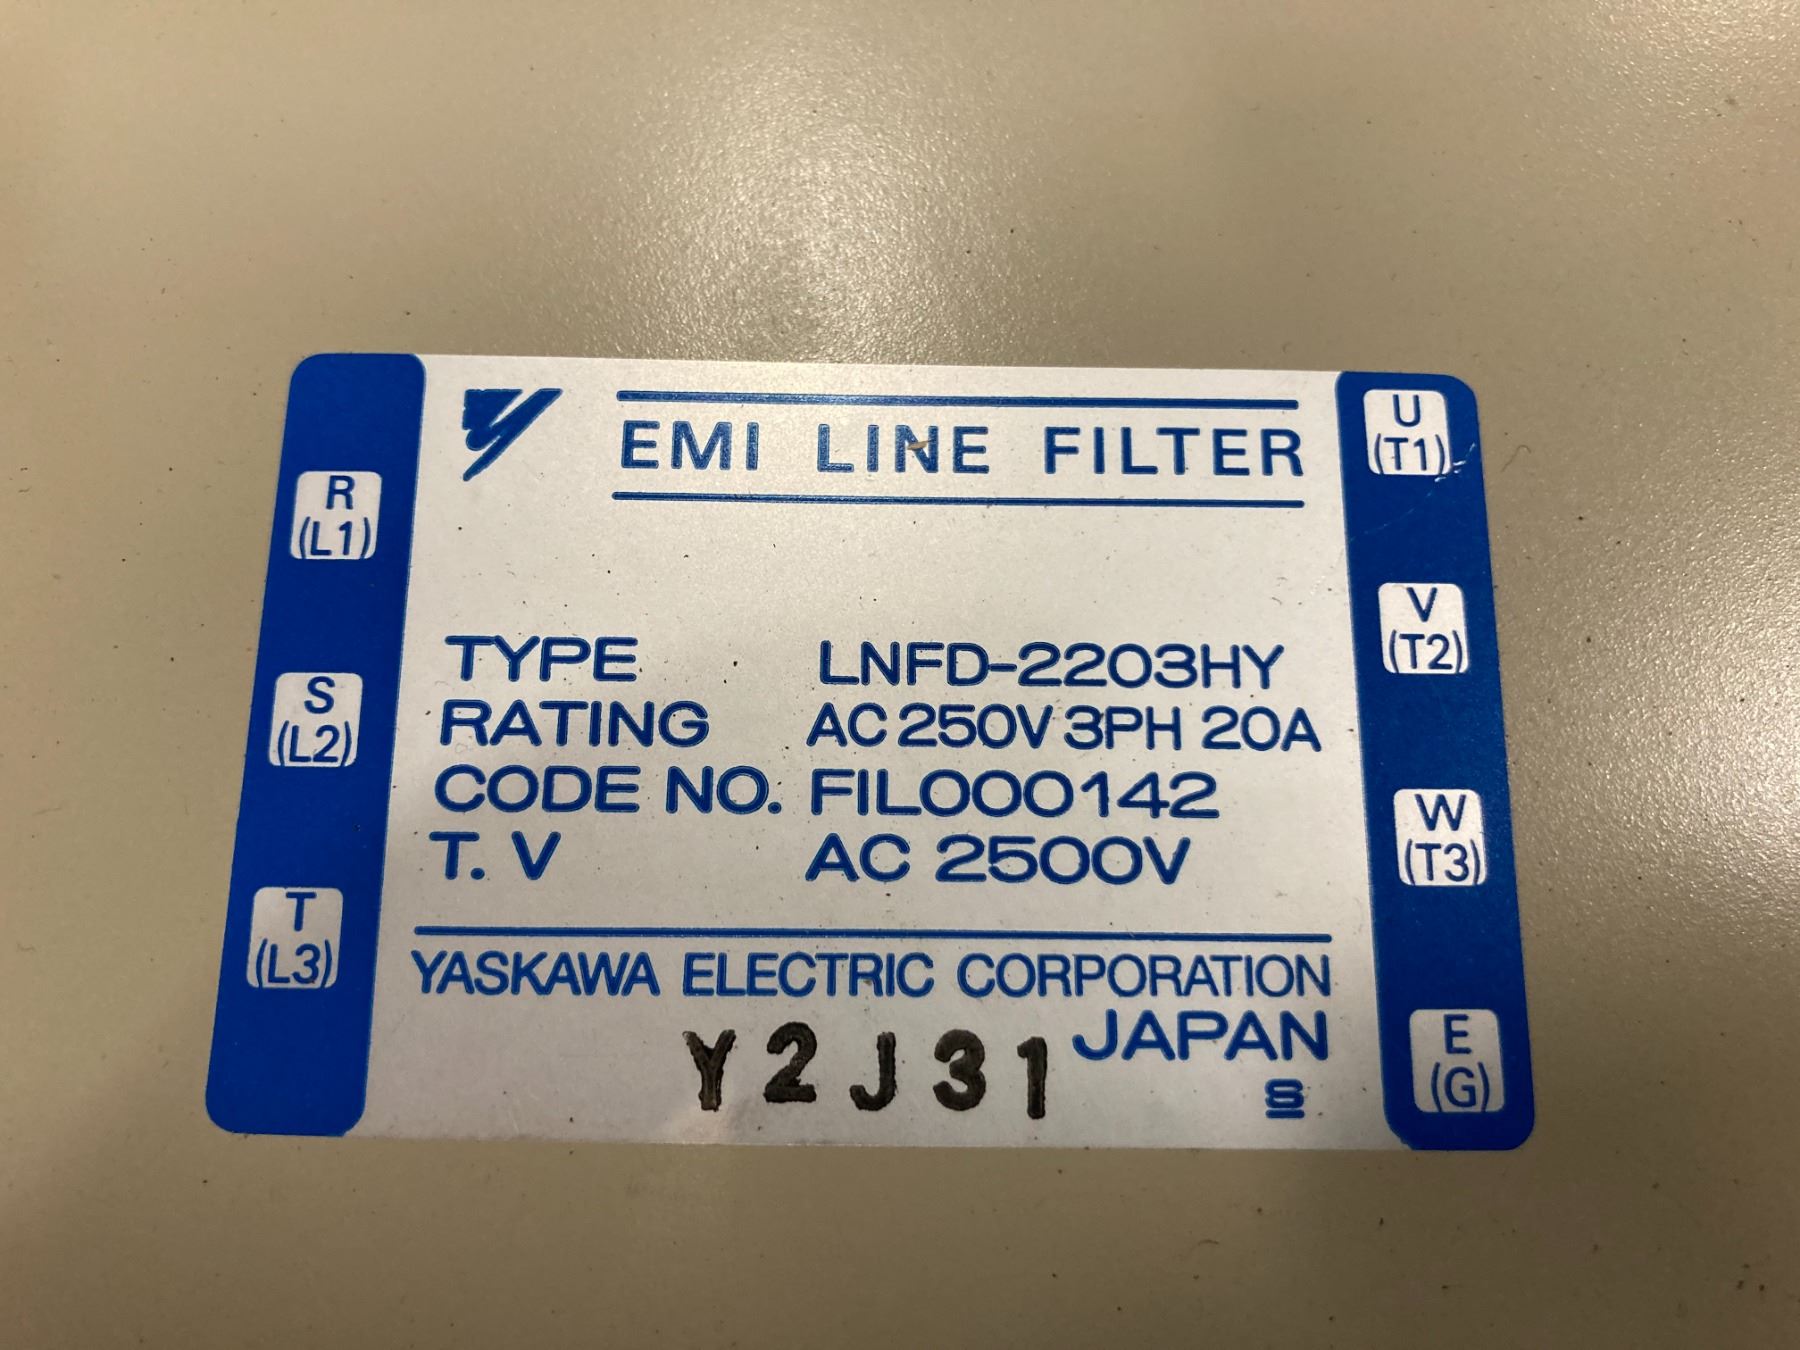 EMI LINE FILTER
R
(L1)
S
(L2)
T
(L3)
TYPE LNFD-2203HY
RATING AC 250V 3PH 20A
CODE NO. FIL000142
T. V AC 2500V
YASKAWA ELECTRIC CORPORATION
JAPAN
Y2J31
S
U
(T1)
V
(T2)
W
(T3)
E
(G)